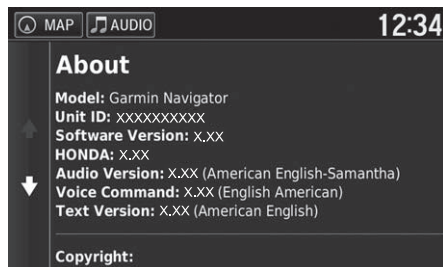 MAP AUDIO 12:34
About
Model: Garmin Navigator
Unit ID: XXXXXXXXXX
Software Version: X.XX
HONDA: X.XX
Audio Version: X.XX (American English-Samantha)
Voice Command: X.XX (English American)
Text Version: X.XX (American English)
Copyright: